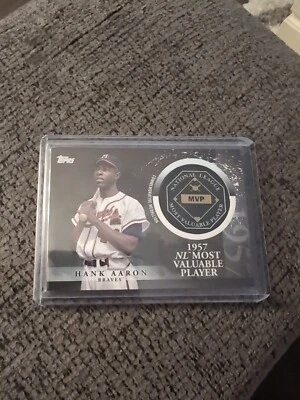 Topps
NATIONAL LEAGUE
MVP
MOST VALUABLE PLAYER
1957
NL MOST
VALUABLE
PLAYER
HANK AARON
BRAVES